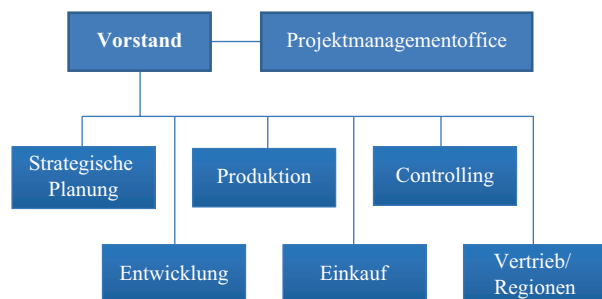 Vorstand
Projektmanagementoffice
Strategische
Planung
Produktion
Controlling
Entwicklung
Einkauf
Vertrieb/
Regionen